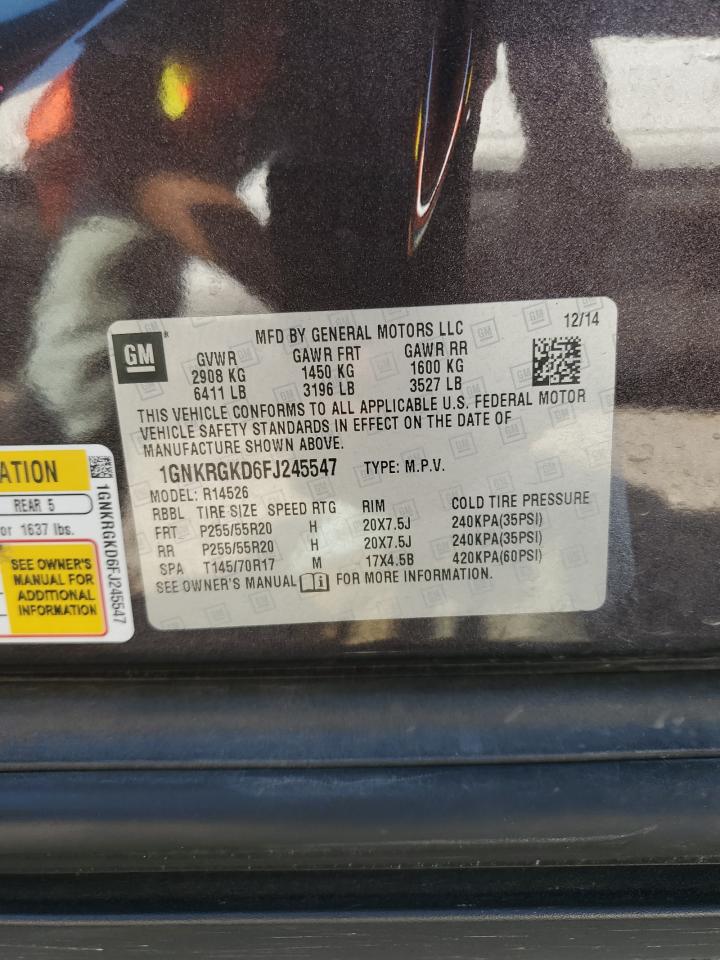 GM
MFD BY GENERAL MOTORS LLC 12/14
GVWR GAWR FRT GAWR RR
2908 KG 1450 KG 1600 KG
6411 LB 3196 LB 3527 LB
THIS VEHICLE CONFORMS TO ALL APPLICABLE U.S. FEDERAL MOTOR
VEHICLE SAFETY STANDARDS IN EFFECT ON THE DATE OF
MANUFACTURE SHOWN ABOVE.
1GNKRGKD6FJ245547 TYPE: M.P.V.
MODEL: R14526
RBBL TIRE SIZE SPEED RTG RIM COLD TIRE PRESSURE
FRT P255/55R20 H 20X7.5J 240KPA(35PSI)
RR P255/55R20 H 20X7.5J 240KPA(35PSI)
SPA T145/70R17 M 17X4.5B 420KPA(60PSI)
SEE OWNER'S MANUAL FOR MORE INFORMATION.
ATION
REAR 5
or 1637 lbs.
SEE OWNER'S
MANUAL FOR
ADDITIONAL
INFORMATION
1GNKRGKD6FJ245547